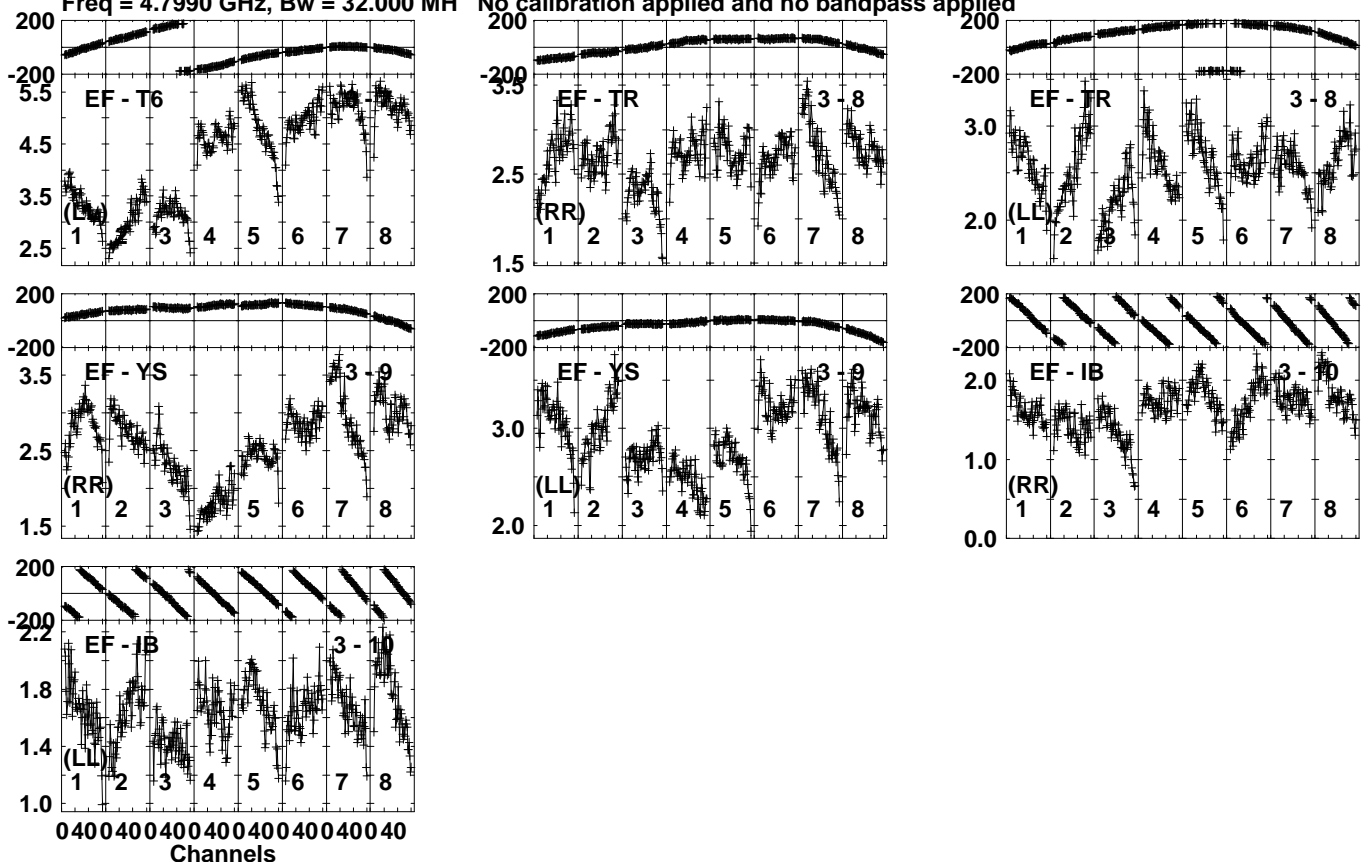 Freq = 4.7990 GHz, Bw = 32.000 MH No calibration applied and no bandpass applied
200
-200
5.5
4.5
3.5
2.5
EF - T6
(LL)
1 2 3 4 5 6 7 8
200
-200
3.5
2.5
1.5
EF - TR
3 - 8
(RR)
1 2 3 4 5 6 7 8
200
-200
3.0
2.0
EF - TR
3 - 8
(LL)
1 2 3 4 5 6 7 8
200
-200
3.5
2.5
1.5
EF - YS
3 - 9
(RR)
1 2 3 4 5 6 7 8
200
-200
3.0
2.0
EF - YS
3 - 9
(LL)
1 2 3 4 5 6 7 8
200
-200
2.0
1.0
0.0
EF - IB
3 - 10
(RR)
1 2 3 4 5 6 7 8
200
-200
2.2
1.8
1.4
1.0
EF - IB
3 - 10
(LL)
1 2 3 4 5 6 7 8
0 40 0 40 0 40 0 40 0 40 0 40 0 40 0 40
Channels